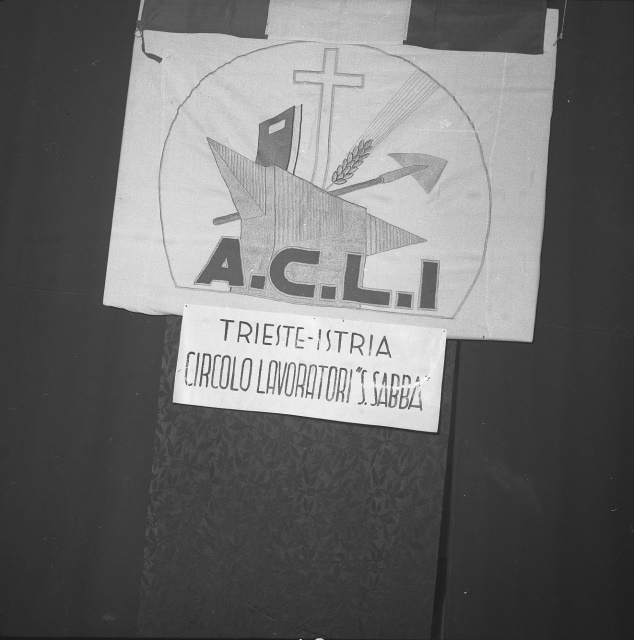 A.C.L.I
TRIESTE-ISTRIA
CIRCOLO LAVORATORI "S. SABBA"